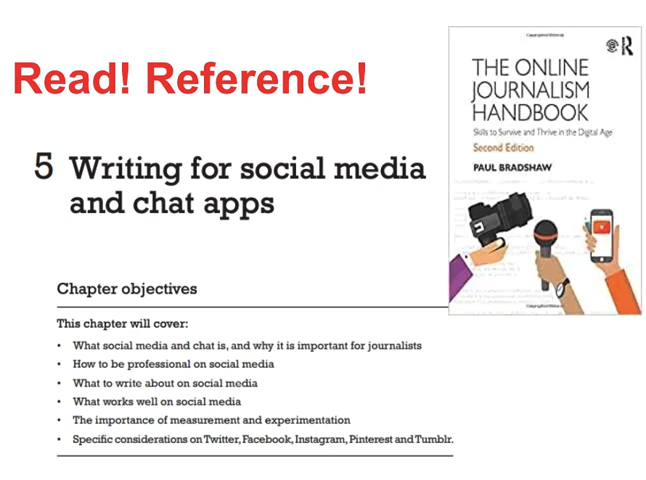 Read! Reference!
5 Writing for social media
and chat apps
Chapter objectives
This chapter will cover:
• What social media and chat is, and why it is important for journalists
• How to be professional on social media
• What to write about on social media
• What works well on social media
• The importance of measurement and experimentation
• Specific considerations on Twitter, Facebook, Instagram, Pinterest and Tumblr.
R
THE ONLINE
JOURNALISM
HANDBOOK
Skills to Survive and Thrive in the Digital Age
Second Edition
PAUL BRADSHAW